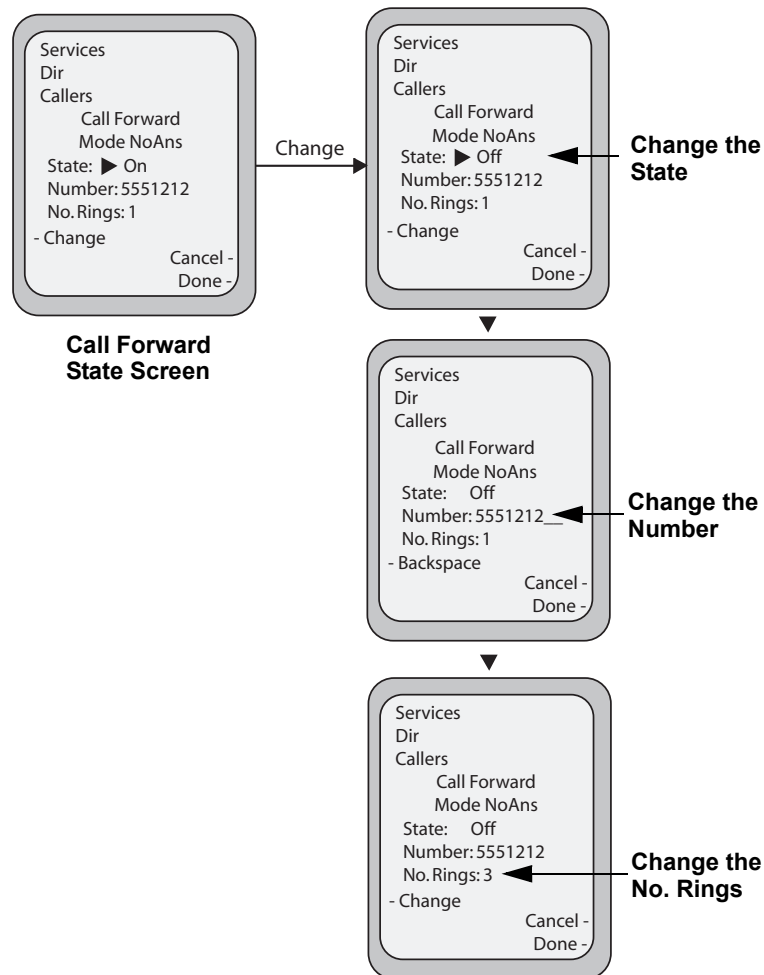 Services
Dir
Callers
Call Forward
Mode NoAns
State: ▶ On
Number: 5551212
No. Rings: 1
- Change
Cancel -
Done -
Call Forward
State Screen
Change
Services
Dir
Callers
Call Forward
Mode NoAns
State: ▶ Off
Number: 5551212
No. Rings: 1
- Change
Cancel -
Done -
Change the
State
Services
Dir
Callers
Call Forward
Mode NoAns
State: Off
Number: 5551212__
No. Rings: 1
- Backspace
Cancel -
Done -
Change the
Number
Services
Dir
Callers
Call Forward
Mode NoAns
State: Off
Number: 5551212
No. Rings: 3
- Change
Cancel -
Done -
Change the
No. Rings